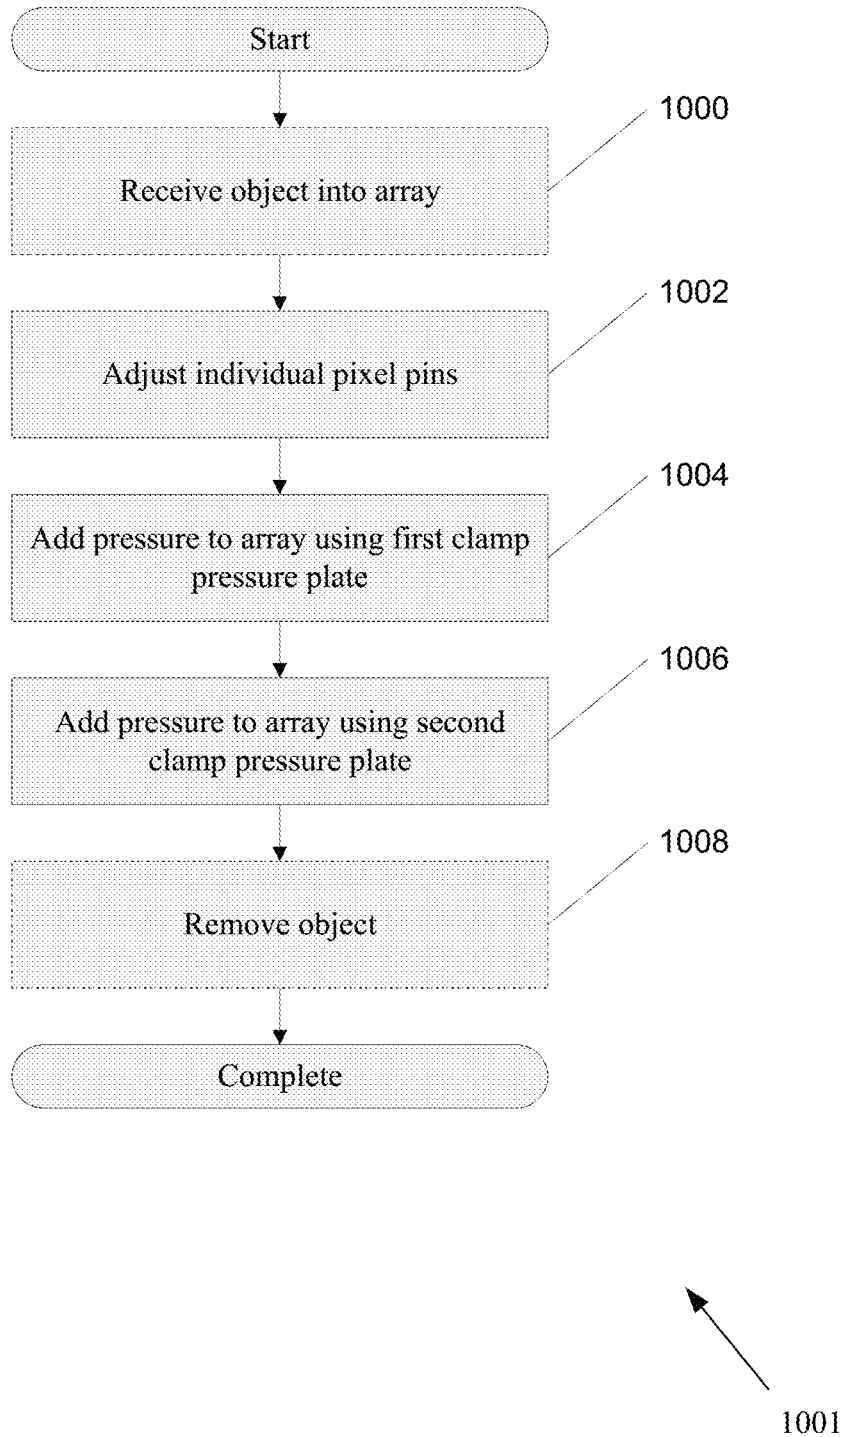 Start
1000
Receive object into array
1002
Adjust individual pixel pins
1004
Add pressure to array using first clamp
pressure plate
1006
Add pressure to array using second
clamp pressure plate
1008
Remove object
Complete
1001